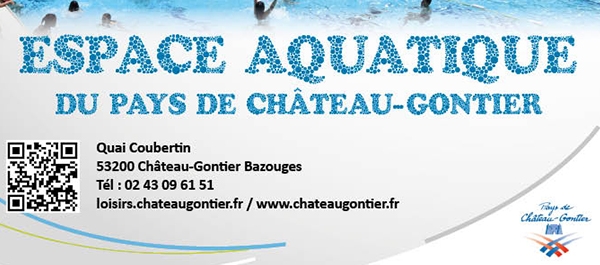 ESPACE AQUATIQUE
DU PAYS DE CHÂTEAU-GONTIER
Quai Coubertin
53200 Château-Gontier Bazouges
Tél : 02 43 09 61 51
loisirs.chateaugontier.fr / www.chateaugontier.fr
Pays de
Château-Gontier